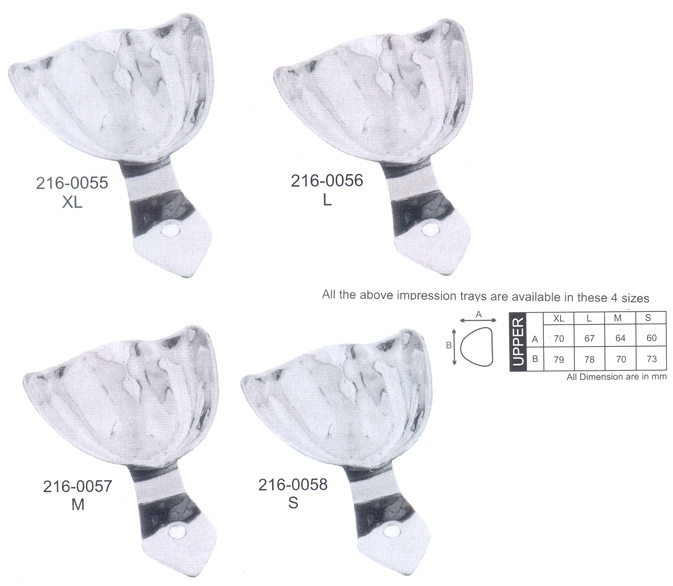 216-0055
XL
216-0056
L
All the above impression trays are available in these 4 sizes
A
B
UPPER
XL L M S
A 70 67 64 60
B 79 78 70 73
All Dimension are in mm
216-0057
M
216-0058
S